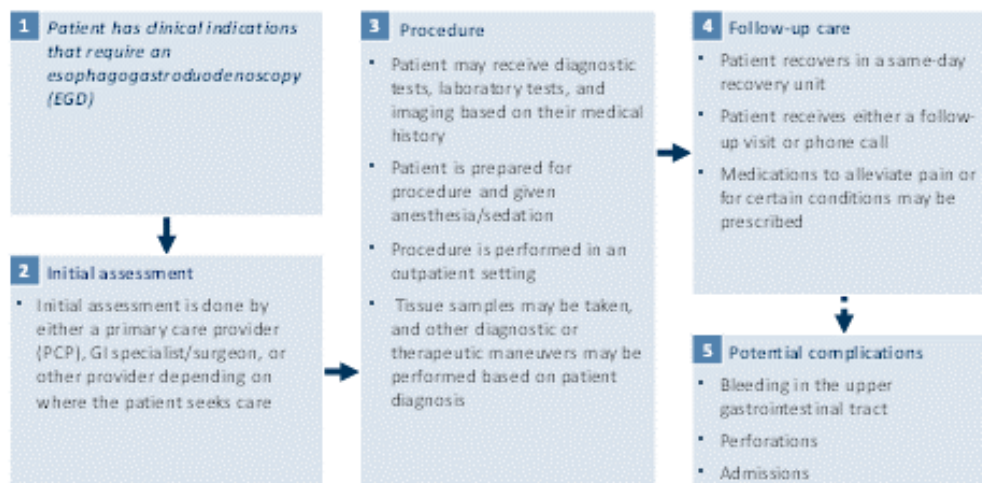 1 Patient has clinical indications
that require an
esophagogastroduodenoscopy
(EGD)
2 Initial assessment
▪ Initial assessment is done by
either a primary care provider
(PCP), GI specialist/surgeon, or
other provider depending on
where the patient seeks care
3 Procedure
▪ Patient may receive diagnostic
tests, laboratory tests, and
imaging based on their medical
history
▪ Patient is prepared for
procedure and given
anesthesia/sedation
▪ Procedure is performed in an
outpatient setting
▪ Tissue samples may be taken,
and other diagnostic or
therapeutic maneuvers may be
performed based on patient
diagnosis
4 Follow-up care
▪ Patient recovers in a same-day
recovery unit
▪ Patient receives either a follow-
up visit or phone call
▪ Medications to alleviate pain or
for certain conditions may be
prescribed
5 Potential complications
▪ Bleeding in the upper
gastrointestinal tract
▪ Perforations
▪ Admissions